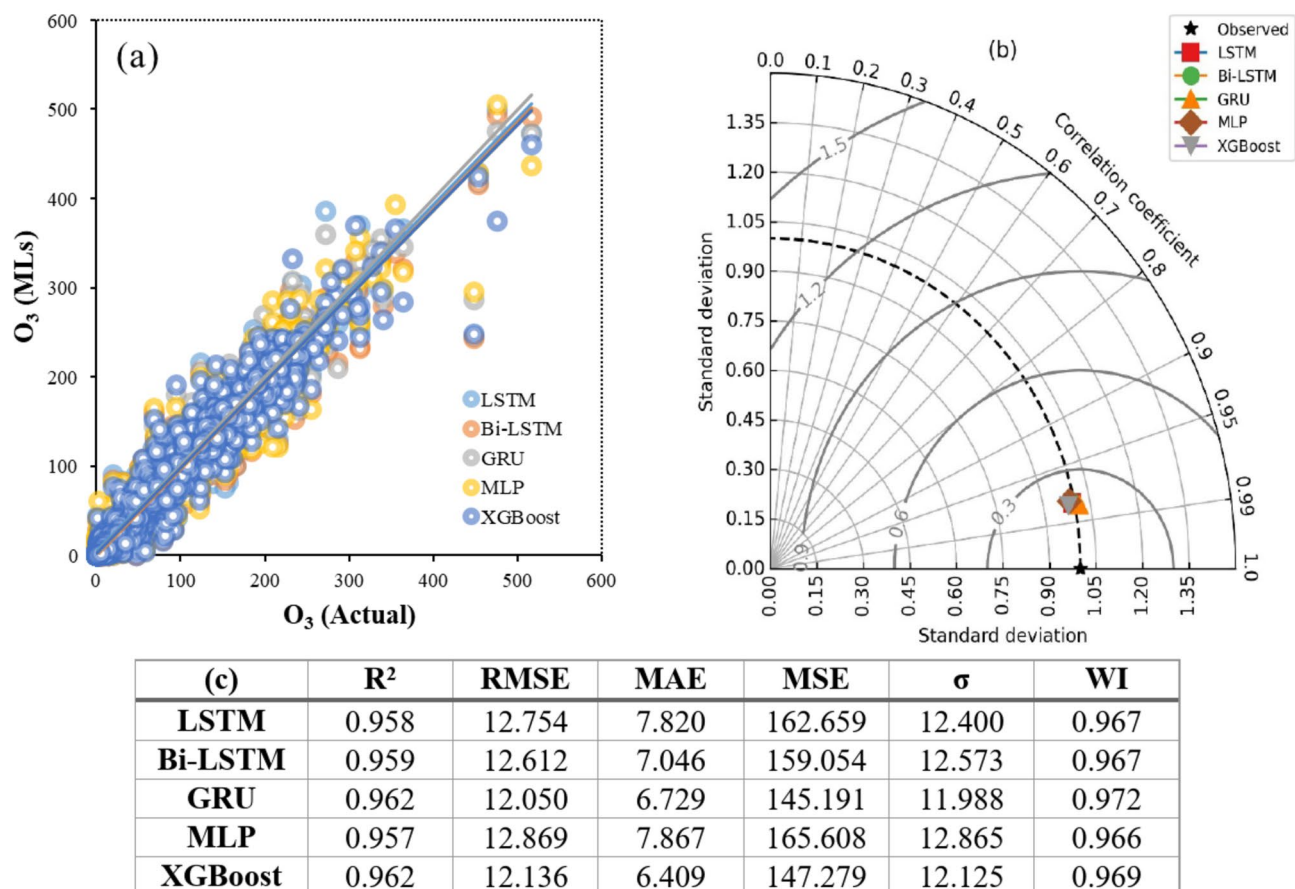 (a)
600
500
400
300
200
100
0
O₃ (MLs)
0 100 200 300 400 500 600
O₃ (Actual)
LSTM
Bi-LSTM
GRU
MLP
XGBoost
(b)
Observed
LSTM
Bi-LSTM
GRU
MLP
XGBoost
0.0 0.1 0.2 0.3 0.4 0.5 0.6 0.7 0.8 0.9 0.95 0.99 1.0
Correlation coefficient
1.35
1.20
1.05
0.90
0.75
0.60
0.45
0.30
0.15
0.00
Standard deviation
1.5
1.2
0.9
0.6
0.3
0.00 0.15 0.30 0.45 0.60 0.75 0.90 1.05 1.20 1.35
Standard deviation
(c) R² RMSE MAE MSE σ WI
LSTM 0.958 12.754 7.820 162.659 12.400 0.967
Bi-LSTM 0.959 12.612 7.046 159.054 12.573 0.967
GRU 0.962 12.050 6.729 145.191 11.988 0.972
MLP 0.957 12.869 7.867 165.608 12.865 0.966
XGBoost 0.962 12.136 6.409 147.279 12.125 0.969